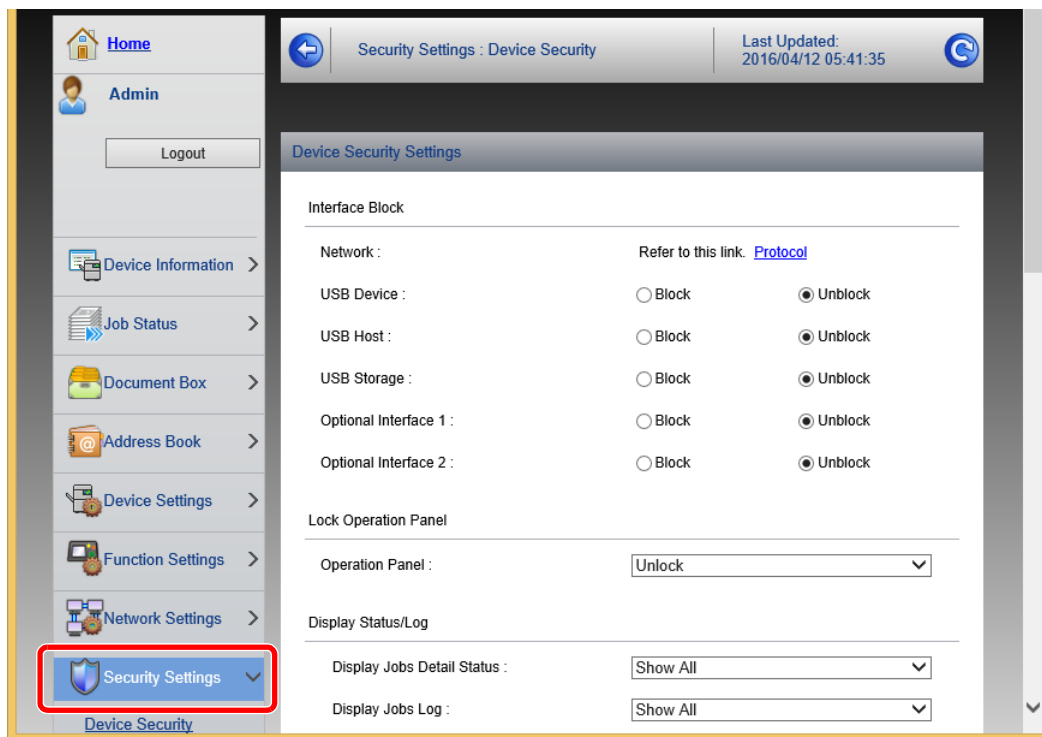 Home
Admin
Logout
Device Information
Job Status
Document Box
Address Book
Device Settings
Function Settings
Network Settings
Security Settings
Device Security
Security Settings : Device Security
Last Updated:
2016/04/12 05:41:35
Device Security Settings
Interface Block
Network : Refer to this link. Protocol
USB Device : Block Unblock
USB Host : Block Unblock
USB Storage : Block Unblock
Optional Interface 1 : Block Unblock
Optional Interface 2 : Block Unblock
Lock Operation Panel
Operation Panel : Unlock
Display Status/Log
Display Jobs Detail Status : Show All
Display Jobs Log : Show All